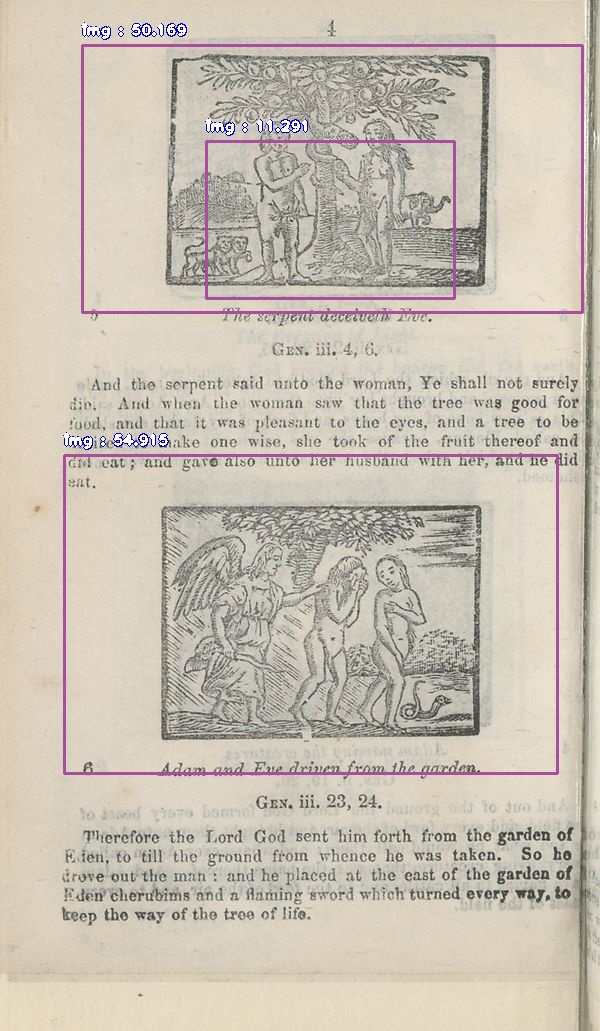 4
img : 50.169
img : 11.291
5 The serpent deceiveth Eve.
GEN. iii. 4, 6.
And the serpent said unto the woman, Ye shall not surely
die. And when the woman saw that the tree was good for
food, and that it was pleasant to the eyes, and a tree to be
img : 54.915
make one wise, she took of the fruit thereof and
did eat ; and gave also unto her husband with her, and he did
eat.
6 Adam and Eve driven from the garden.
GEN. iii. 23, 24.
Therefore the Lord God sent him forth from the garden of
Eden, to till the ground from whence he was taken. So he
drove out the man : and he placed at the east of the garden of
Eden cherubims and a flaming sword which turned every way, to
keep the way of the tree of life.